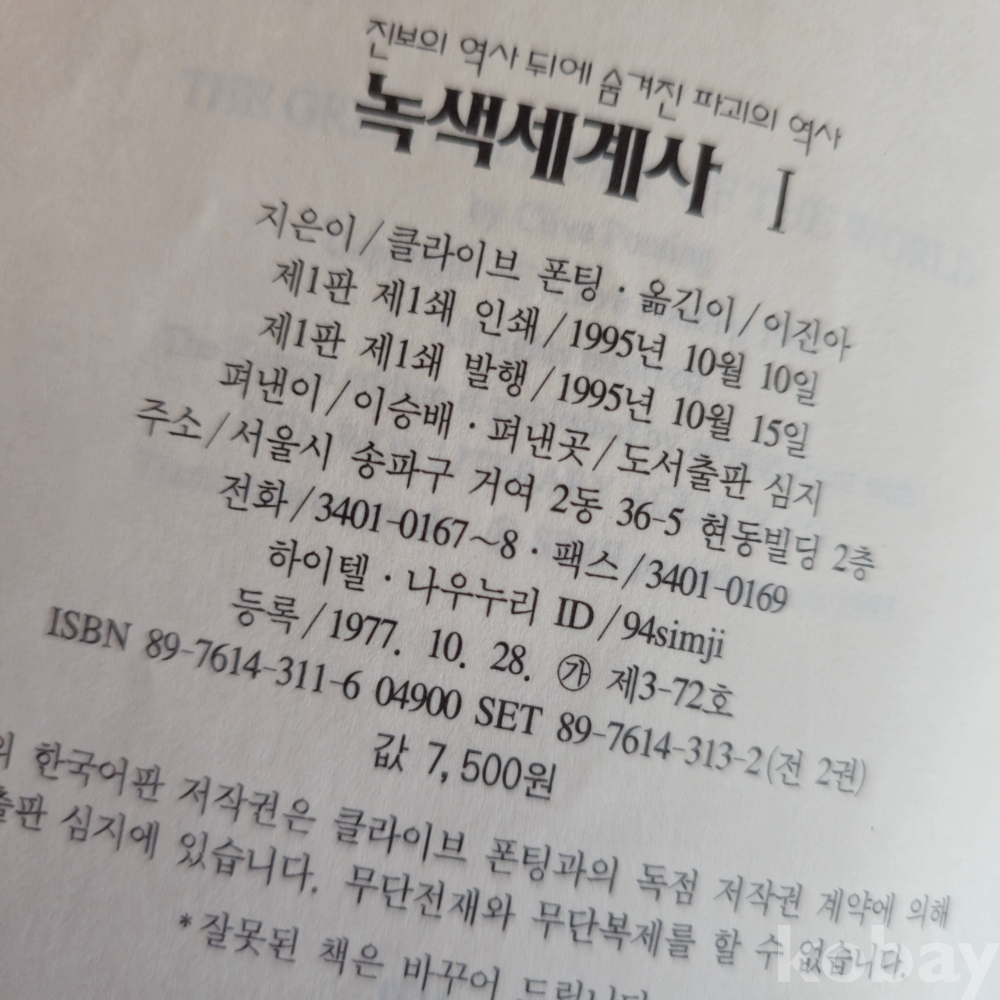 진보의 역사 뒤에 숨겨진 파괴의 역사
녹색세계사 I
지은이/클라이브 폰팅·옮긴이/이진아
제1판 제1쇄 인쇄/1995년 10월 10일
제1판 제1쇄 발행/1995년 10월 15일
펴낸이/이승배·펴낸곳/도서출판 심지
주소/서울시 송파구 거여 2동 36-5 현동빌딩 2층
전화/3401-0167~8·팩스/3401-0169
하이텔·나우누리 ID/94simji
등록/1977. 10. 28. ㉮ 제3-72호
ISBN 89-7614-311-6 04900 SET 89-7614-313-2(전 2권)
값 7,500원
의 한국어판 저작권은 클라이브 폰팅과의 독점 저작권 계약에 의해
출판 심지에 있습니다. 무단전재와 무단복제를 할 수 없습니다.
*잘못된 책은 바꾸어 드립니다
kobay